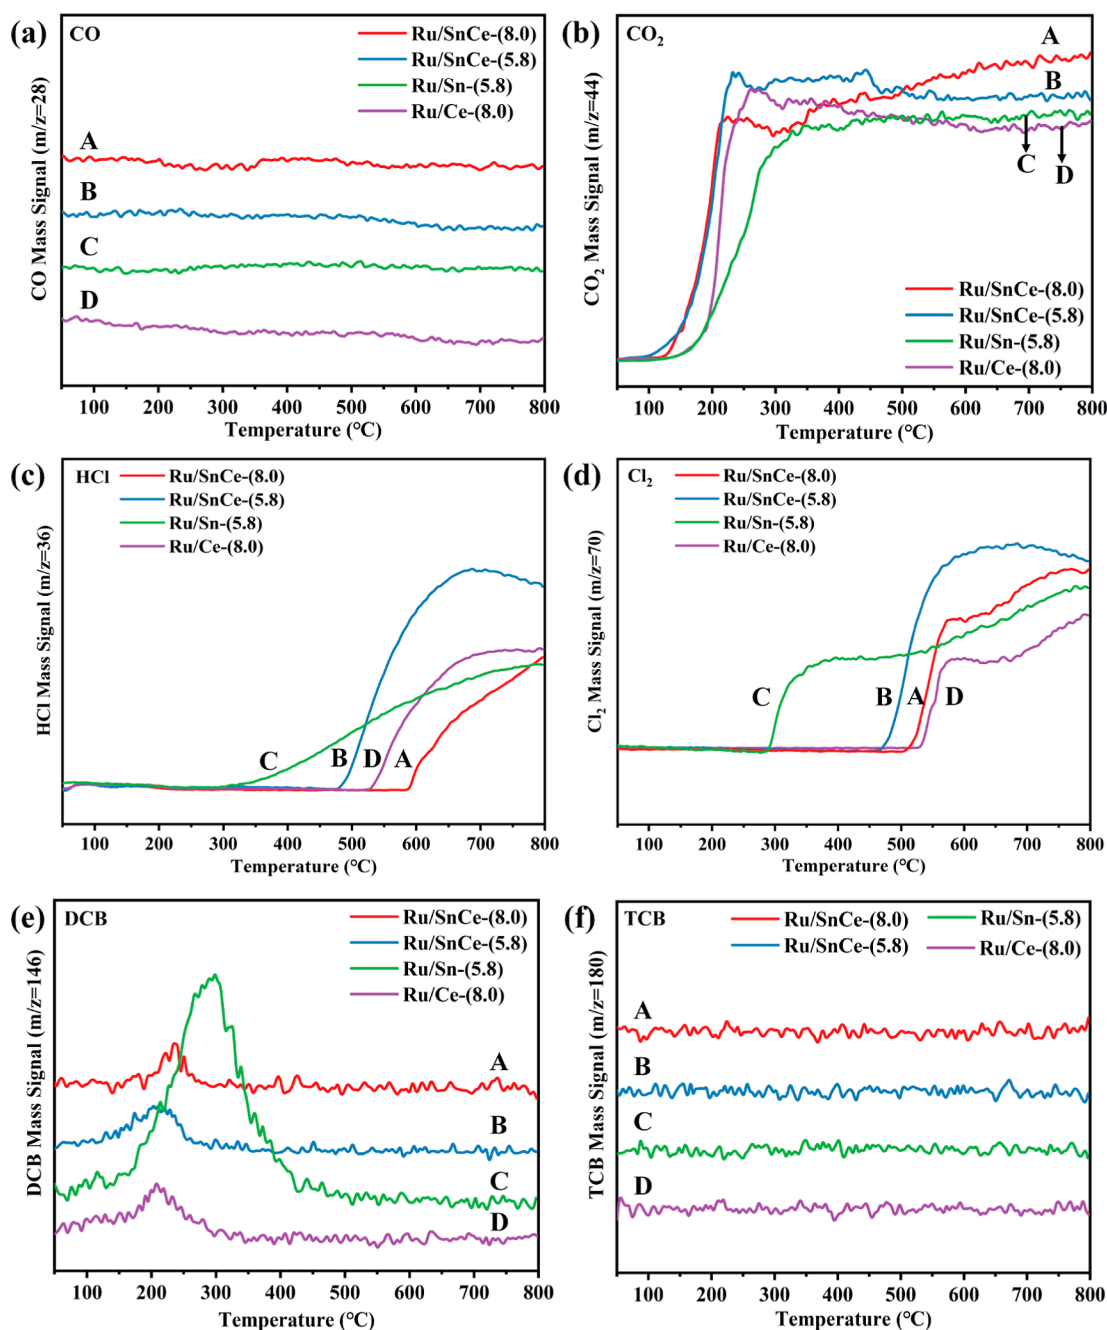 (a) CO
Ru/SnCe-(8.0)
Ru/SnCe-(5.8)
Ru/Sn-(5.8)
Ru/Ce-(8.0)
A
B
C
D
CO Mass Signal (m/z=28)
100 200 300 400 500 600 700 800
Temperature (℃)
(b) CO₂
A
B
C
D
Ru/SnCe-(8.0)
Ru/SnCe-(5.8)
Ru/Sn-(5.8)
Ru/Ce-(8.0)
CO₂ Mass Signal (m/z=44)
100 200 300 400 500 600 700 800
Temperature (℃)
(c) HCl
Ru/SnCe-(8.0)
Ru/SnCe-(5.8)
Ru/Sn-(5.8)
Ru/Ce-(8.0)
C B D A
HCl Mass Signal (m/z=36)
100 200 300 400 500 600 700 800
Temperature (℃)
(d) Cl₂
Ru/SnCe-(8.0)
Ru/SnCe-(5.8)
Ru/Sn-(5.8)
Ru/Ce-(8.0)
C B A D
Cl₂ Mass Signal (m/z=70)
100 200 300 400 500 600 700 800
Temperature (℃)
(e) DCB
Ru/SnCe-(8.0)
Ru/SnCe-(5.8)
Ru/Sn-(5.8)
Ru/Ce-(8.0)
A
B
C
D
DCB Mass Signal (m/z=146)
100 200 300 400 500 600 700 800
Temperature (℃)
(f) TCB
Ru/SnCe-(8.0) Ru/Sn-(5.8)
Ru/SnCe-(5.8) Ru/Ce-(8.0)
A
B
C
D
TCB Mass Signal (m/z=180)
100 200 300 400 500 600 700 800
Temperature (℃)